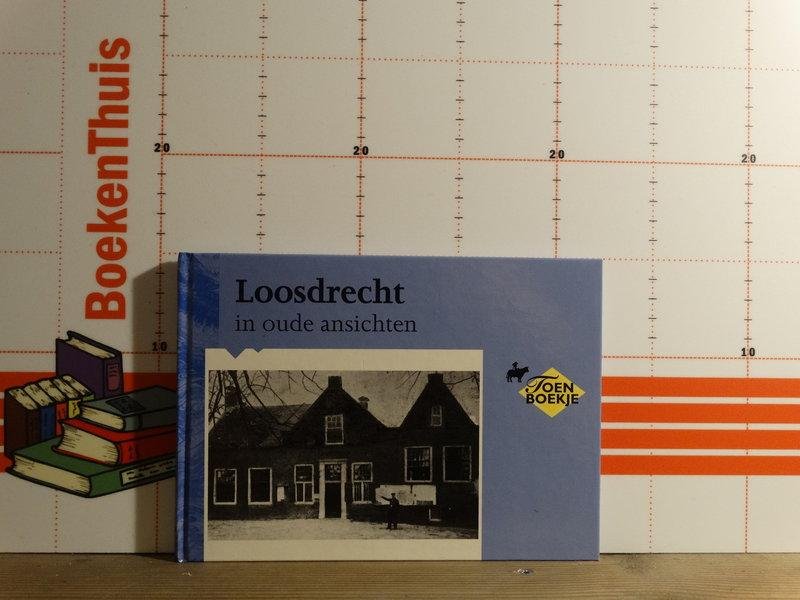 BoekenThuis
20
20
20
20
10
10
Loosdrecht
in oude ansichten
TOEN
BOEKJE